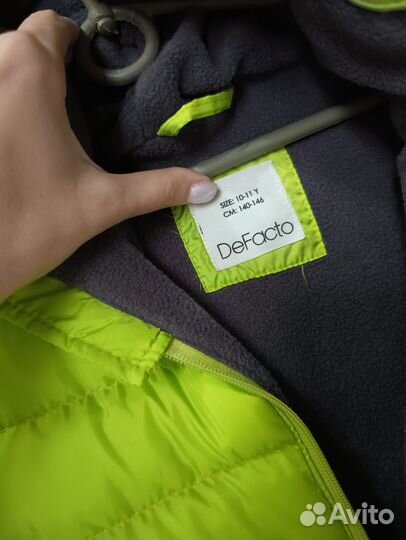 SIZE: 10-11 Y
CM: 140-146
DeFacto
Avito